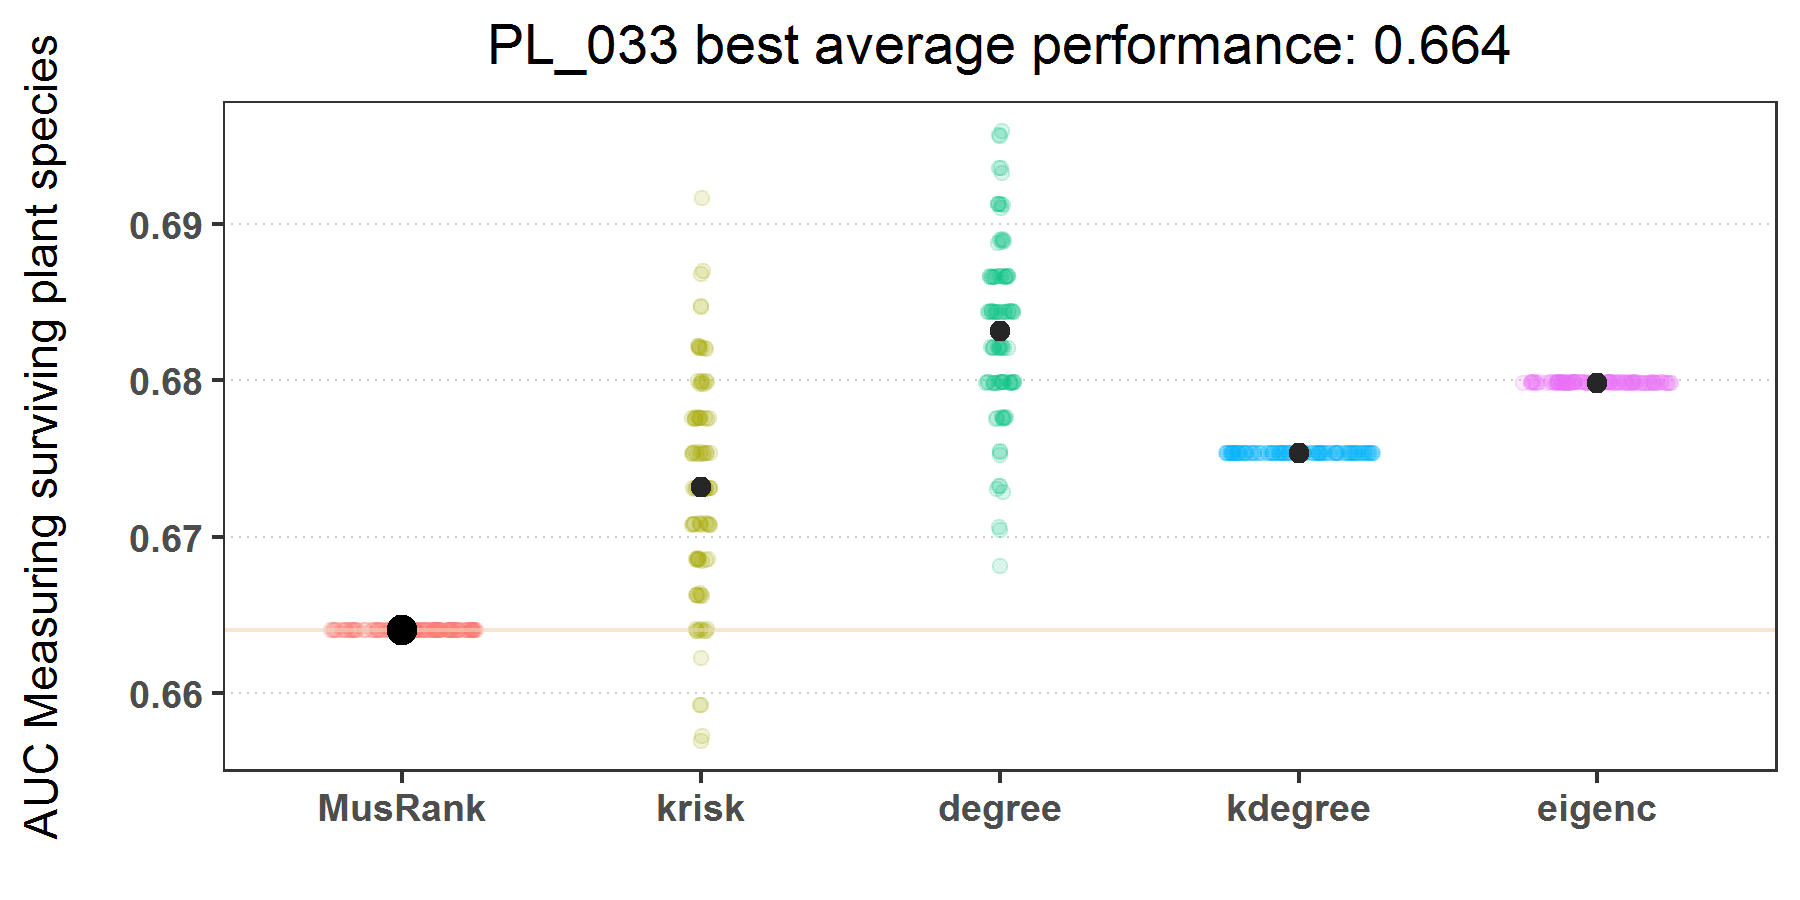 PL_033 best average performance: 0.664
AUC Measuring surviving plant species
0.69
0.68
0.67
0.66
MusRank krisk degree kdegree eigenc